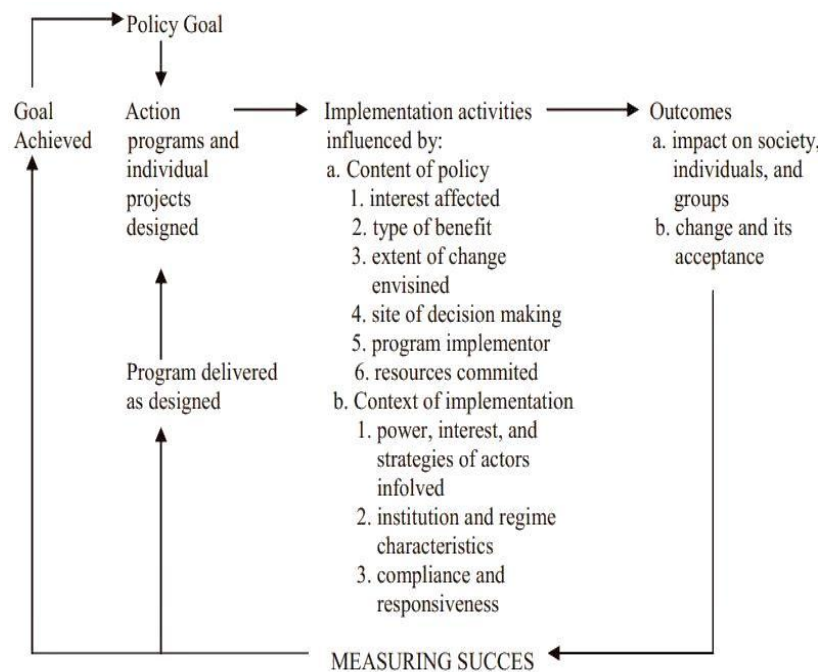 Policy Goal
Goal
Achieved
Action
programs and
individual
projects
designed
Program delivered
as designed
Implementation activities
influenced by:
a. Content of policy
1. interest affected
2. type of benefit
3. extent of change
envisined
4. site of decision making
5. program implementor
6. resources commited
b. Context of implementation
1. power, interest, and
strategies of actors
infolved
2. institution and regime
characteristics
3. compliance and
responsiveness
Outcomes
a. impact on society,
individuals, and
groups
b. change and its
acceptance
MEASURING SUCCES